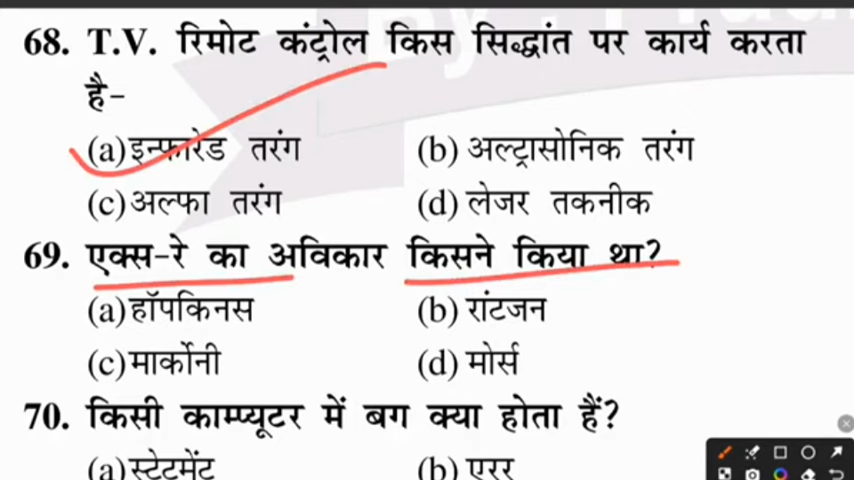 68. T.V. रिमोट कंट्रोल किस सिद्धांत पर कार्य करता
है-
(a) इन्फारेड तरंग (b) अल्ट्रासोनिक तरंग
(c) अल्फा तरंग (d) लेजर तकनीक
69. एक्स-रे का अविकार किसने किया था?
(a) हॉपकिनस (b) रांटजन
(c) मार्कोनी (d) मोर्स
70. किसी काम्प्यूटर में बग क्या होता हैं?
(a) स्टेटमेंट (b) एरर